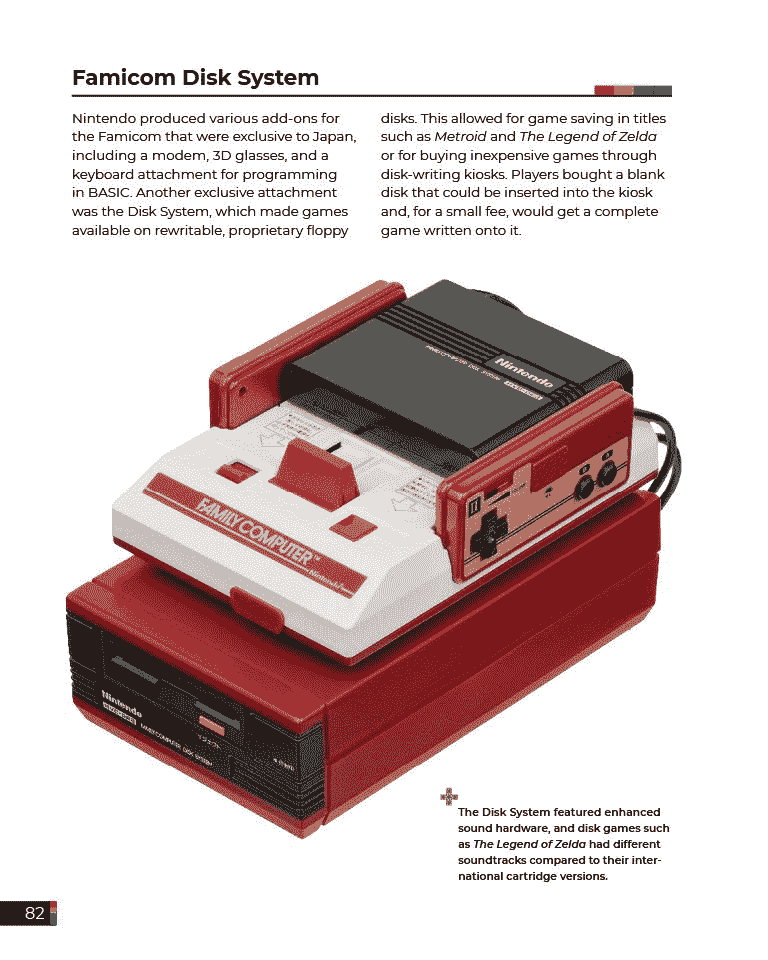 Famicom Disk System
Nintendo produced various add-ons for
the Famicom that were exclusive to Japan,
including a modem, 3D glasses, and a
keyboard attachment for programming
in BASIC. Another exclusive attachment
was the Disk System, which made games
available on rewritable, proprietary floppy
disks. This allowed for game saving in titles
such as Metroid and The Legend of Zelda
or for buying inexpensive games through
disk-writing kiosks. Players bought a blank
disk that could be inserted into the kiosk
and, for a small fee, would get a complete
game written onto it.
Nintendo
II
FAMILY COMPUTER™
Nintendo
Nintendo
FAMILY COMPUTER DISK SYSTEM
The Disk System featured enhanced
sound hardware, and disk games such
as The Legend of Zelda had different
soundtracks compared to their inter-
national cartridge versions.
82